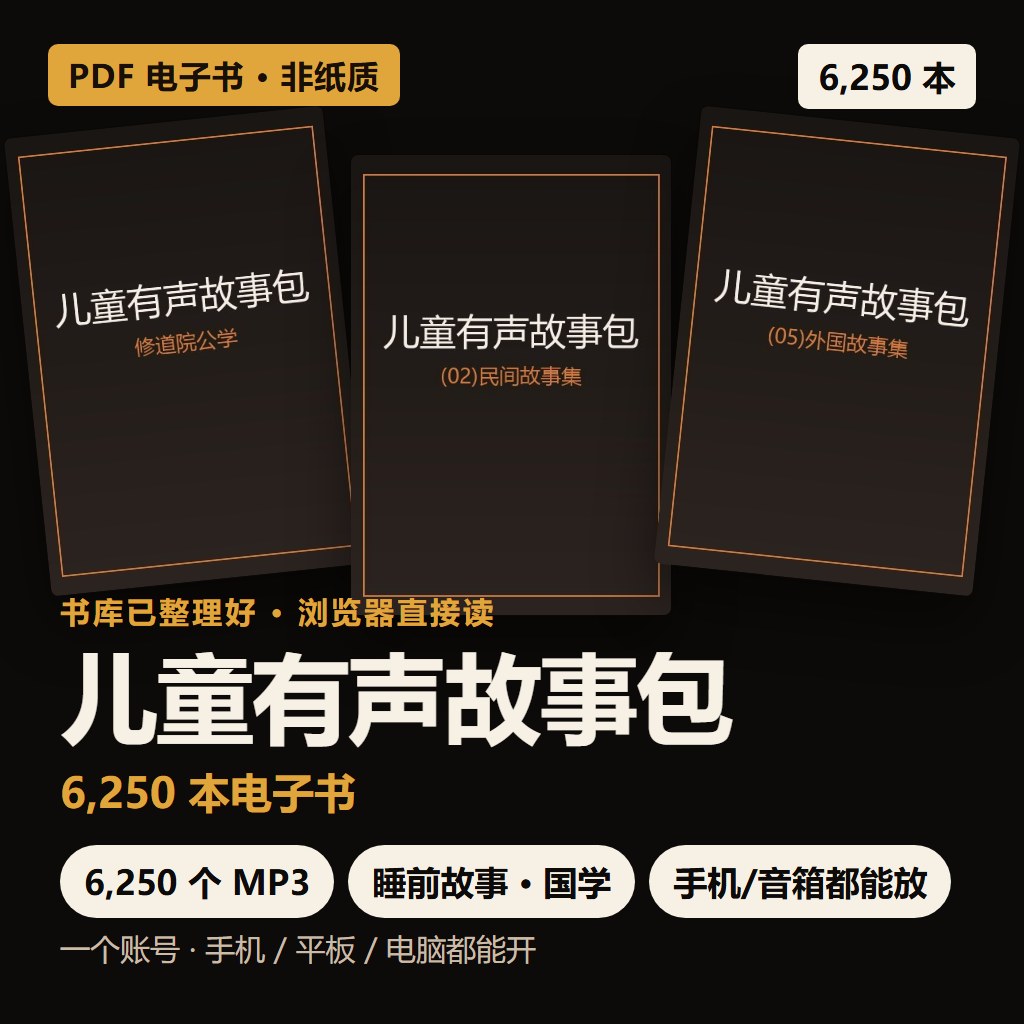 PDF 电子书 · 非纸质
6,250 本
儿童有声故事包
修道院公学
儿童有声故事包
(02)民间故事集
儿童有声故事包
(05)外国故事集
书库已整理好 · 浏览器直接读
儿童有声故事包
6,250 本电子书
6,250 个 MP3
睡前故事 · 国学
手机/音箱都能放
一个账号 · 手机 / 平板 / 电脑都能开